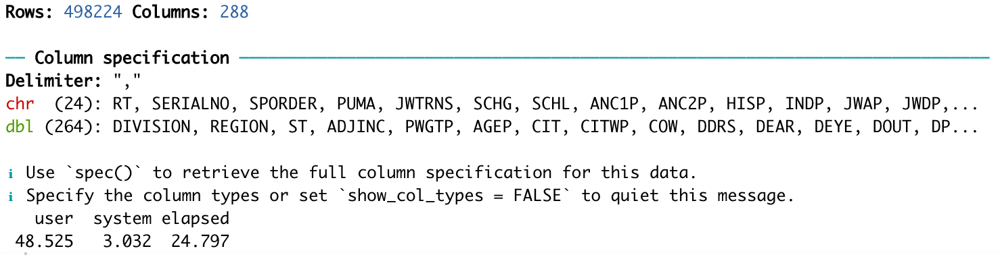 Rows: 498224 Columns: 288
── Column specification ──
Delimiter: ","
chr (24): RT, SERIALNO, SPORDER, PUMA, JWTRNS, SCHG, SCHL, ANC1P, ANC2P, HISP, INDP, JWAP, JWDP,...
dbl (264): DIVISION, REGION, ST, ADJINC, PWGTP, AGEP, CIT, CITWP, COW, DDRS, DEAR, DEYE, DOUT, DP...
ℹ Use `spec()` to retrieve the full column specification for this data.
ℹ Specify the column types or set `show_col_types = FALSE` to quiet this message.
user system elapsed
48.525 3.032 24.797